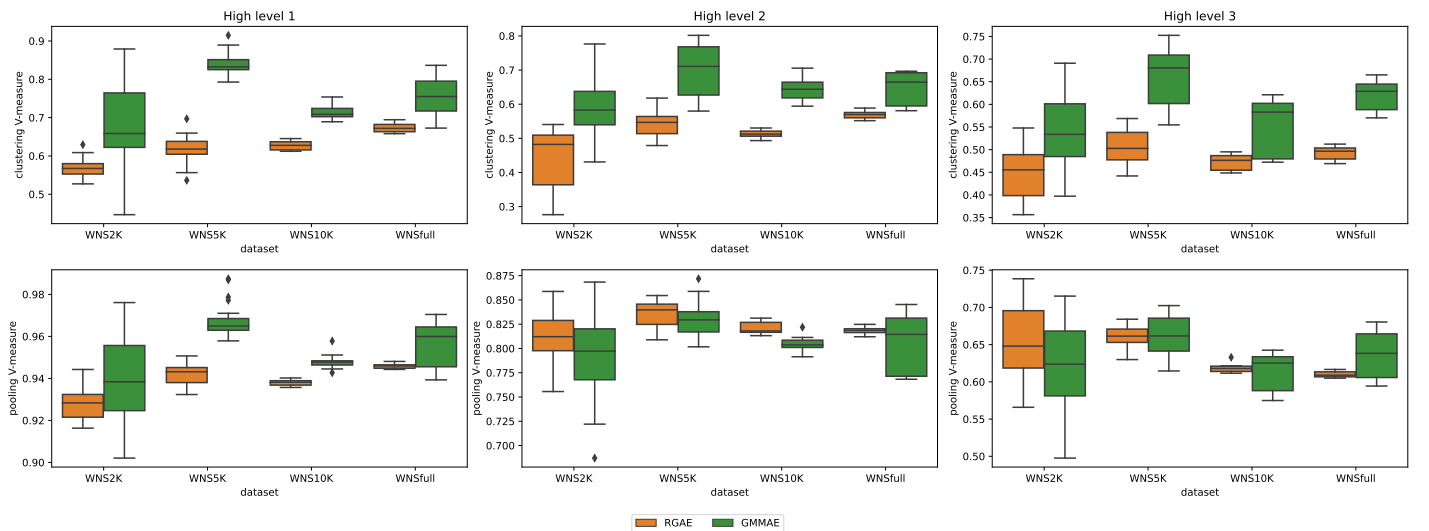 High level 1
High level 2
High level 3
clustering V-measure
0.9
0.8
0.7
0.6
0.5
WNS2K
WNS5K
WNS10K
WNSfull
dataset
clustering V-measure
0.8
0.7
0.6
0.5
0.4
0.3
WNS2K
WNS5K
WNS10K
WNSfull
dataset
clustering V-measure
0.75
0.70
0.65
0.60
0.55
0.50
0.45
0.40
0.35
WNS2K
WNS5K
WNS10K
WNSfull
dataset
pooling V-measure
0.98
0.96
0.94
0.92
0.90
WNS2K
WNS5K
WNS10K
WNSfull
dataset
pooling V-measure
0.875
0.850
0.825
0.800
0.775
0.750
0.725
0.700
WNS2K
WNS5K
WNS10K
WNSfull
dataset
pooling V-measure
0.75
0.70
0.65
0.60
0.55
0.50
WNS2K
WNS5K
WNS10K
WNSfull
dataset
RGAE
GMMAE